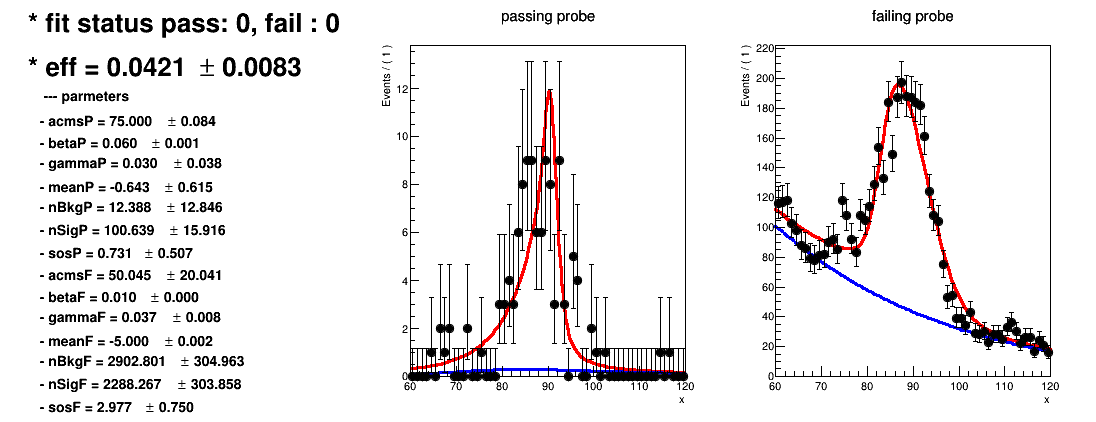 * fit status pass: 0, fail : 0
* eff = 0.0421 ± 0.0083
--- parmeters
- acmsP = 75.000 ± 0.084
- betaP = 0.060 ± 0.001
- gammaP = 0.030 ± 0.038
- meanP = -0.643 ± 0.615
- nBkgP = 12.388 ± 12.846
- nSigP = 100.639 ± 15.916
- sosP = 0.731 ± 0.507
- acmsF = 50.045 ± 20.041
- betaF = 0.010 ± 0.000
- gammaF = 0.037 ± 0.008
- meanF = -5.000 ± 0.002
- nBkgF = 2902.801 ± 304.963
- nSigF = 2288.267 ± 303.858
- sosF = 2.977 ± 0.750
passing probe
Events / ( 1 )
12
10
8
6
4
2
0
60 70 80 90 100 110 120
x
failing probe
Events / ( 1 )
220
200
180
160
140
120
100
80
60
40
20
0
60 70 80 90 100 110 120
x